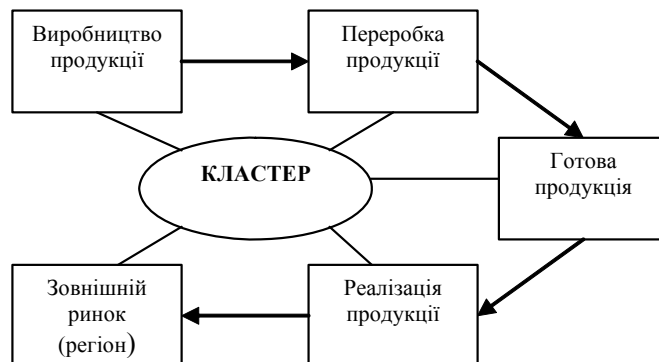 Виробництво
продукції
Переробка
продукції
КЛАСТЕР
Готова
продукція
Зовнішній
ринок
(регіон)
Реалізація
продукції